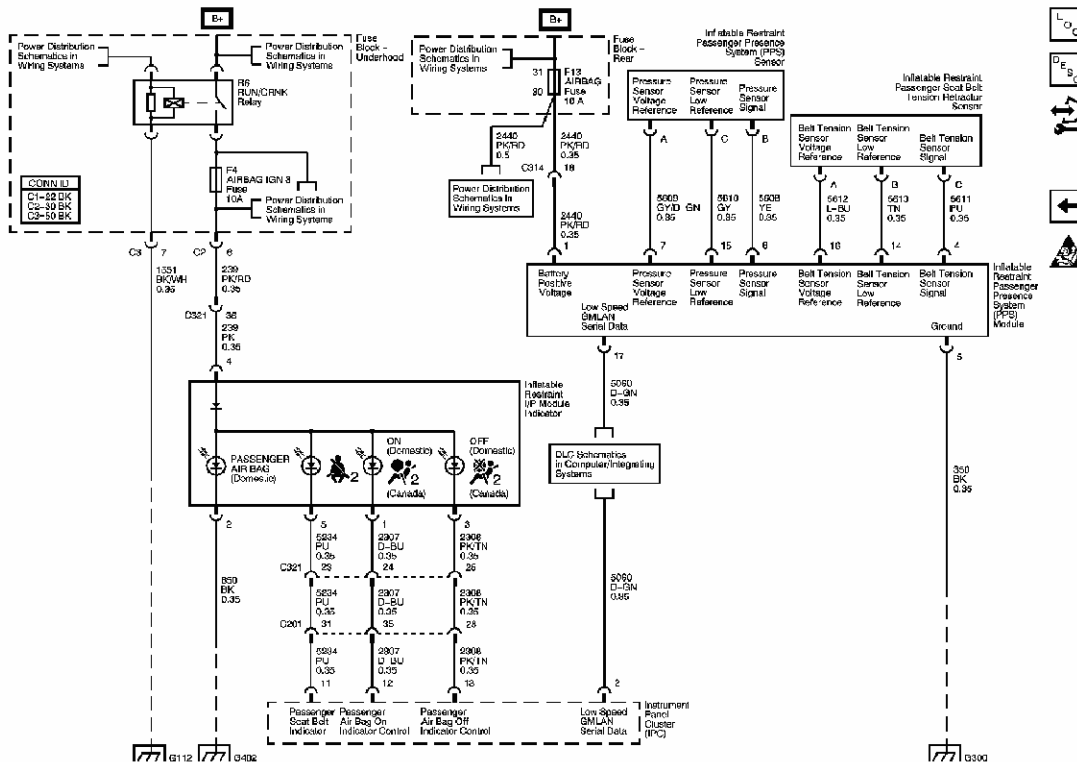 B+
Power Distribution
Schematics in
Wiring Systems
Power Distribution
Schematics in
Wiring Systems
Fuse
Block –
Underhood
R6
RUN/CRNK
Relay
F4
AIRBAG IGN 3
Fuse
10A
Power Distribution
Schematics in
Wiring Systems
CONN ID
C1-22 BK
C2-30 BK
C3-50 BK
C3 7
C2 6
1551
BK/WH
0.35
239
PK/RD
0.35
C321 36
239
PK
0.35
4
B+
Power Distribution
Schematics in
Wiring Systems
31
30
F13
AIRBAG
Fuse
10 A
Fuse
Block –
Rear
2440
PK/RD
0.5
2440
PK/RD
0.35
C314 18
Power Distribution
Schematics In
Wiring Systems
2440
PK/RD
0.35
1
Inflatable Restraint
Passenger Presence
System (PPS)
Sensor
Pressure
Sensor
Voltage
Reference
Pressure
Sensor
Low
Reference
Pressure
Sensor
Signal
A
C
B
GY/D GN
0.35
5610
GY
0.35
YE
0.35
7
15
Inflatable Restraint
Passenger Seat Belt
Tension Retractor
Sensor
Belt Tension
Sensor
Voltage
Reference
Belt Tension
Sensor
Low
Reference
Belt Tension
Sensor
Signal
A
B
C
5612
L-BU
0.35
5613
TN
0.35
5611
PU
0.35
14
4
Battery
Positive
Voltage
Pressure
Sensor
Voltage
Reference
Pressure
Sensor
Low
Reference
Pressure
Sensor
Signal
Belt Tension
Sensor
Voltage
Reference
Belt Tension
Sensor
Low
Reference
Belt Tension
Sensor
Signal
Low Speed
GMLAN
Serial Data
Ground
Inflatable
Restraint
Passenger
Presence
System
(PPS)
Module
17
5
5060
D-GN
0.35
DLC Schematics
in Computer/Integrating
Systems
5060
D-GN
0.35
2
350
BK
0.35
Inflatable
Restraint
I/P Module
Indicator
PASSENGER
AIR BAG
(Domestic)
2
ON
(Domestic)
2
(Canada)
OFF
(Domestic)
2
(Canada)
2
5
1
3
850
BK
0.35
5234
PU
0.35
2307
D-BU
0.35
2308
PK/TN
0.35
C321 23
24
25
5234
PU
0.35
2307
D-BU
0.35
2308
PK/TN
0.35
C201 31
35
5234
PU
0.35
2307
D-BU
0.35
2308
PK/TN
0.35
11
12
13
Passenger
Seat Belt
Indicator
Passenger
Air Bag On
Indicator Control
Passenger
Air Bag Off
Indicator Control
Low Speed
GMLAN
Serial Data
Instrument
Panel
Cluster
(IPC)
G112
G402
G300